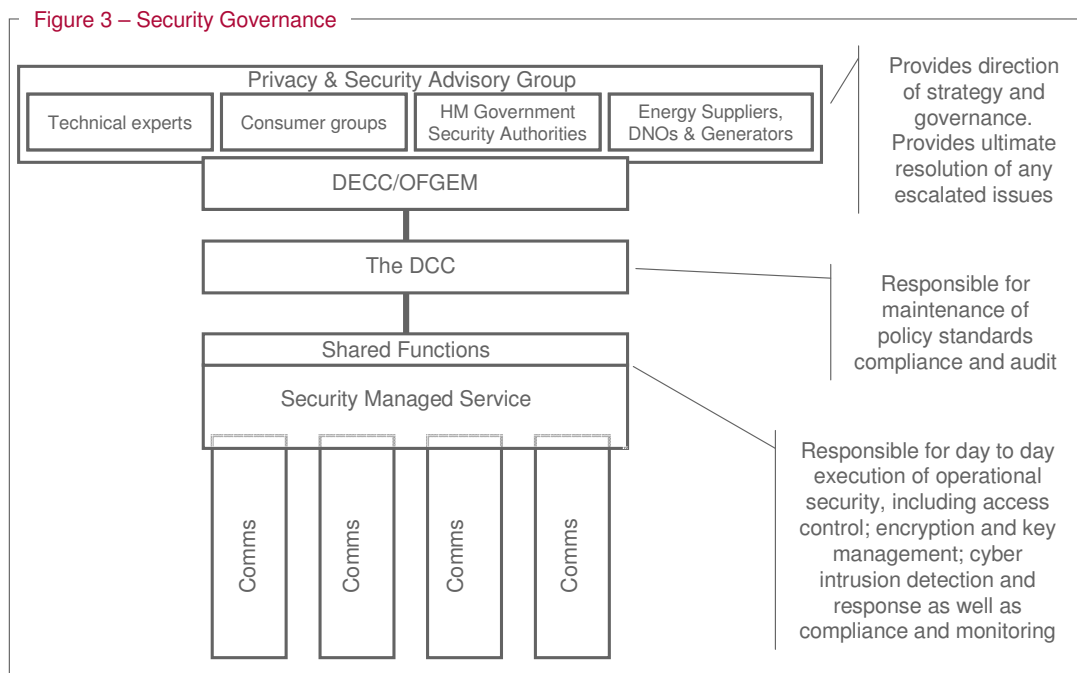 Figure 3 – Security Governance
Privacy & Security Advisory Group
Technical experts
Consumer groups
HM Government
Security Authorities
Energy Suppliers,
DNOs & Generators
DECC/OFGEM
The DCC
Shared Functions
Security Managed Service
Comms
Comms
Comms
Comms
Provides direction
of strategy and
governance.
Provides ultimate
resolution of any
escalated issues
Responsible for
maintenance of
policy standards
compliance and audit
Responsible for day to day
execution of operational
security, including access
control; encryption and key
management; cyber
intrusion detection and
response as well as
compliance and monitoring